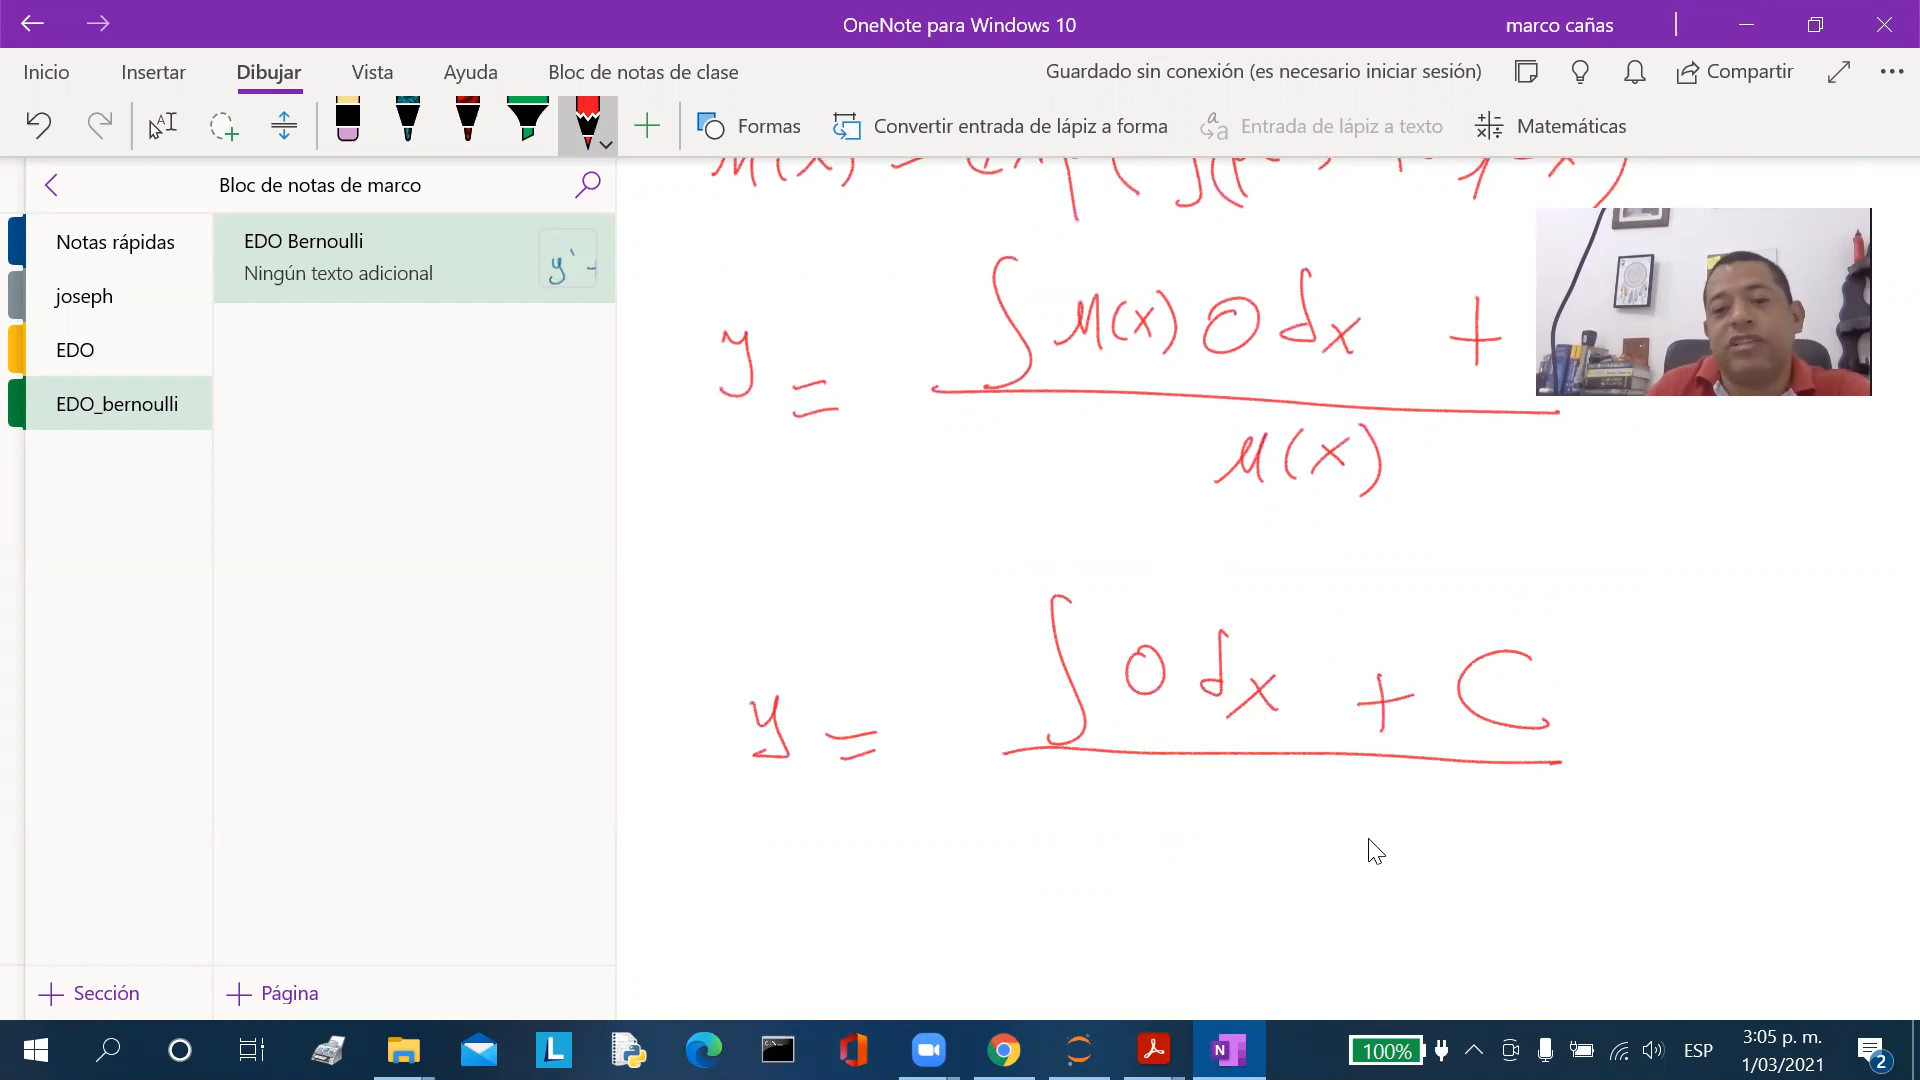 OneNote para Windows 10
marco cañas
Inicio
Insertar
Dibujar
Vista
Ayuda
Bloc de notas de clase
Guardado sin conexión (es necesario iniciar sesión)
Compartir
Formas
Convertir entrada de lápiz a forma
Entrada de lápiz a texto
Matemáticas
Bloc de notas de marco
Notas rápidas
joseph
EDO
EDO_bernoulli
EDO Bernoulli
Ningún texto adicional
y' -
y = ∫ μ(x) 0 dx +
μ(x)
y = ∫ 0 dx + C
Sección
Página
100%
ESP
3:05 p. m.
1/03/2021
2